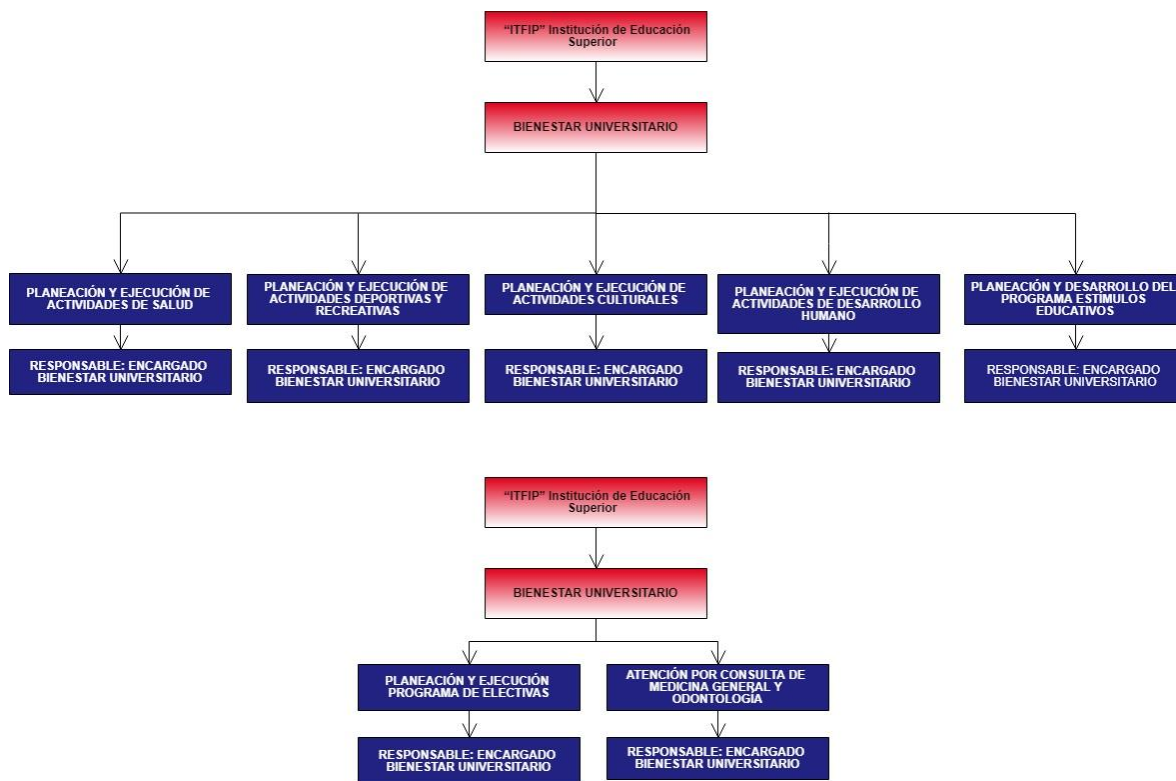 “ITFIP” Institución de Educación
Superior
BIENESTAR UNIVERSITARIO
PLANEACIÓN Y EJECUCIÓN DE
ACTIVIDADES DE SALUD
PLANEACIÓN Y EJECUCIÓN DE
ACTIVIDADES DEPORTIVAS Y
RECREATIVAS
PLANEACIÓN Y EJECUCIÓN DE
ACTIVIDADES CULTURALES
PLANEACIÓN Y EJECUCIÓN DE
ACTIVIDADES DE DESARROLLO
HUMANO
PLANEACIÓN Y DESARROLLO DEL
PROGRAMA ESTÍMULOS
EDUCATIVOS
RESPONSABLE: ENCARGADO
BIENESTAR UNIVERSITARIO
RESPONSABLE: ENCARGADO
BIENESTAR UNIVERSITARIO
RESPONSABLE: ENCARGADO
BIENESTAR UNIVERSITARIO
RESPONSABLE: ENCARGADO
BIENESTAR UNIVERSITARIO
RESPONSABLE: ENCARGADO
BIENESTAR UNIVERSITARIO
“ITFIP” Institución de Educación
Superior
BIENESTAR UNIVERSITARIO
PLANEACIÓN Y EJECUCIÓN
PROGRAMA DE ELECTIVAS
ATENCIÓN POR CONSULTA DE
MEDICINA GENERAL Y
ODONTOLOGÍA
RESPONSABLE: ENCARGADO
BIENESTAR UNIVERSITARIO
RESPONSABLE: ENCARGADO
BIENESTAR UNIVERSITARIO